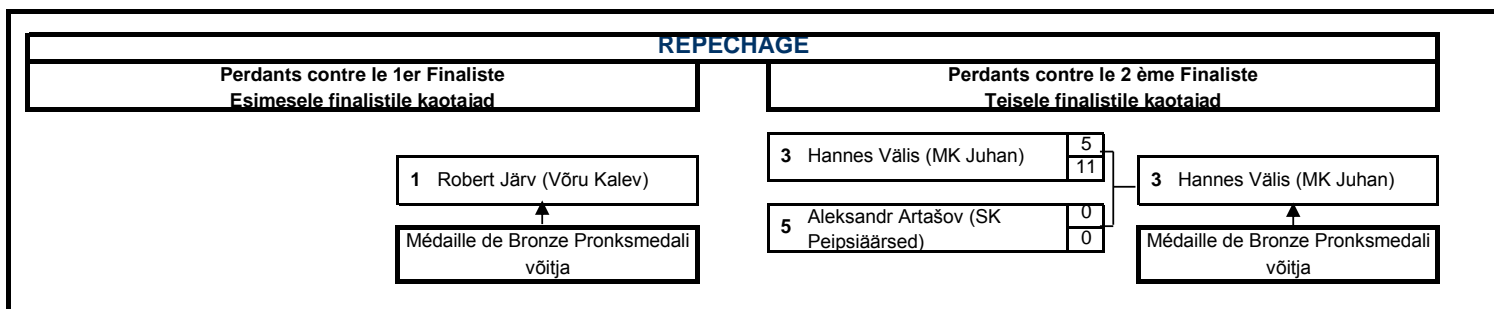 REPECHAGE
Perdants contre le 1er Finaliste
Esimesele finalistile kaotajad
Perdants contre le 2 ème Finaliste
Teisele finalistile kaotajad
1 Robert Järv (Võru Kalev)
Médaille de Bronze Pronksmedali
võitja
3 Hannes Välis (MK Juhan)
5
11
5 Aleksandr Artašov (SK
Peipsiäärsed)
0
0
3 Hannes Välis (MK Juhan)
Médaille de Bronze Pronksmedali
võitja